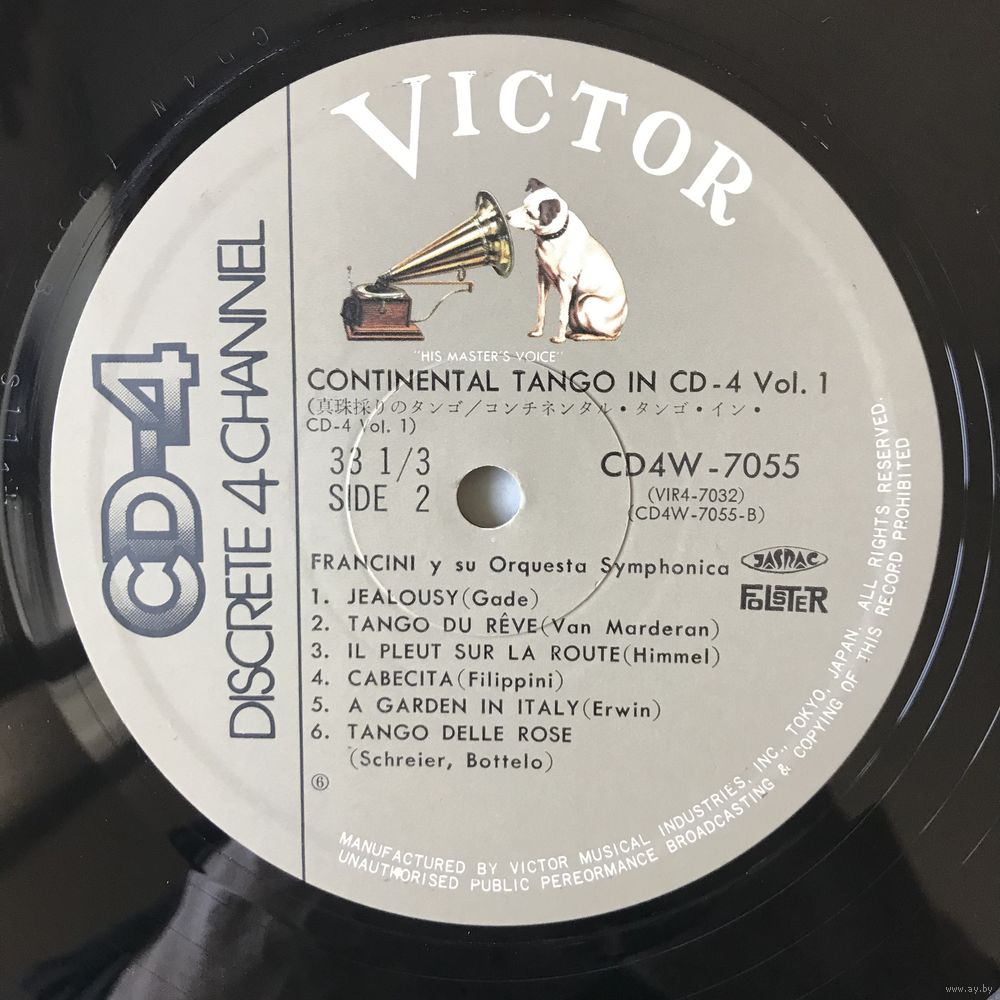 VICTOR
"HIS MASTER'S VOICE"
CD-4
DISCRETE 4 CHANNEL
CONTINENTAL TANGO IN CD-4 Vol. 1
(真珠採りのタンゴ/コンチネンタル・タンゴ・イン・
CD-4 Vol. 1)
33 1/3
SIDE 2
CD4W-7055
(VIR4-7032)
(CD4W-7055-B)
FRANCINI y su Orquesta Symphonica
JASRAC
FOLSTER
1. JEALOUSY(Gade)
2. TANGO DU RÊVE(Van Marderan)
3. IL PLEUT SUR LA ROUTE(Himmel)
4. CABECITA(Filippini)
5. A GARDEN IN ITALY(Erwin)
6. TANGO DELLE ROSE
(Schreier, Bottelo)
⑥
MANUFACTURED BY VICTOR MUSICAL INDUSTRIES, INC., TOKYO, JAPAN. ALL RIGHTS RESERVED.
UNAUTHORISED PUBLIC PEREORMANCE BROADCASTING & COPYING OF THIS RECORD PROHIBITED
www.ay.by